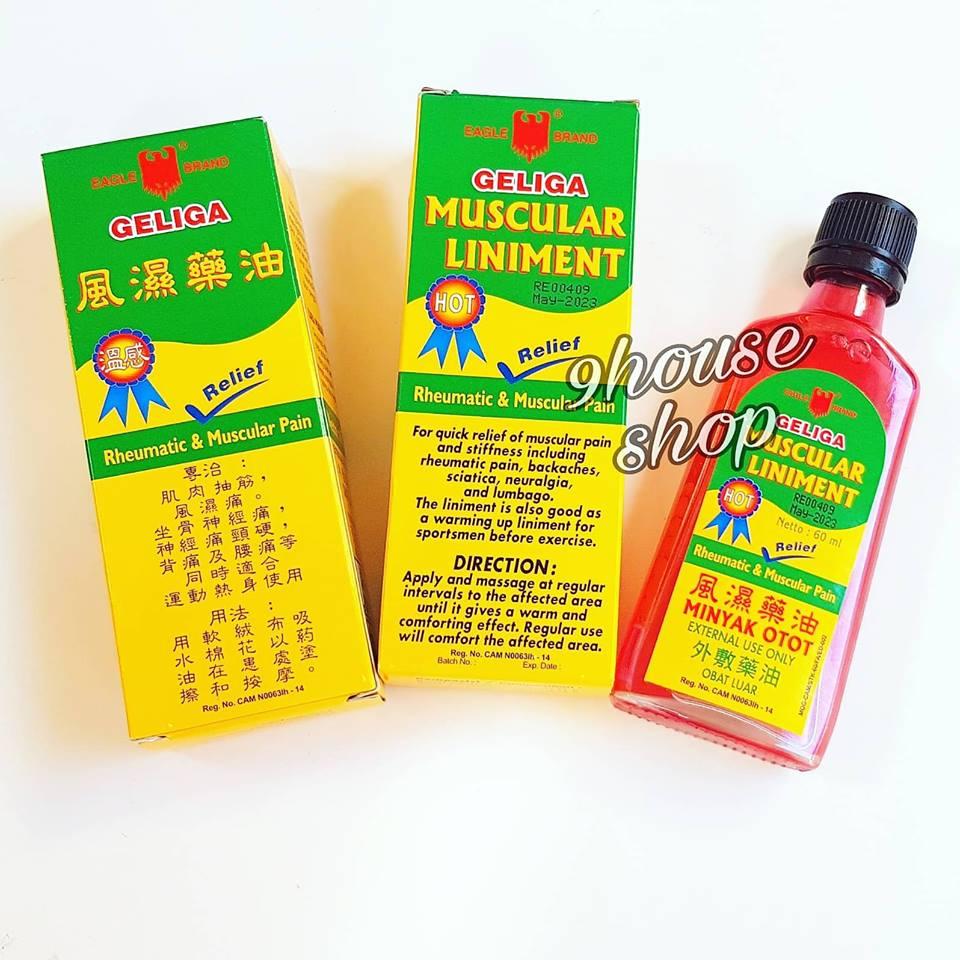 EAGLE BRAND ®
GELIGA
風濕藥油
溫感
Relief
Rheumatic & Muscular Pain
專治：
肌肉抽筋，
風濕痛。
坐骨神經痛，
神經痛頸硬，
背痛及腰痛等
同時適合
運動熱身使用
用法：
用軟絨布吸
水棉花以葯
油在患處塗
擦和按摩。
Reg. No. CAM N0063lh - 14
EAGLE BRAND ®
GELIGA
MUSCULAR
LINIMENT
RE00409
May-2023
HOT
Relief
Rheumatic & Muscular Pain
For quick relief of muscular pain
and stiffness including
rheumatic pain, backaches,
sciatica, neuralgia,
and lumbago.
The liniment is also good as
a warming up liniment for
sportsmen before exercise.
DIRECTION:
Apply and massage at regular
intervals to the affected area
until it gives a warm and
comforting effect. Regular use
will comfort the affected area.
Reg. No. CAM N0063lh - 14
Batch No. : Exp. Date :
9house
shop
EAGLE BRAND
GELIGA
MUSCULAR
LINIMENT
RE00409
May-2023
Netto : 60 ml
HOT
Relief
Rheumatic & Muscular Pain
風濕藥油
MINYAK OTOT
EXTERNAL USE ONLY
外敷藥油
OBAT LUAR
Reg. No. CAM N0063lh - 14